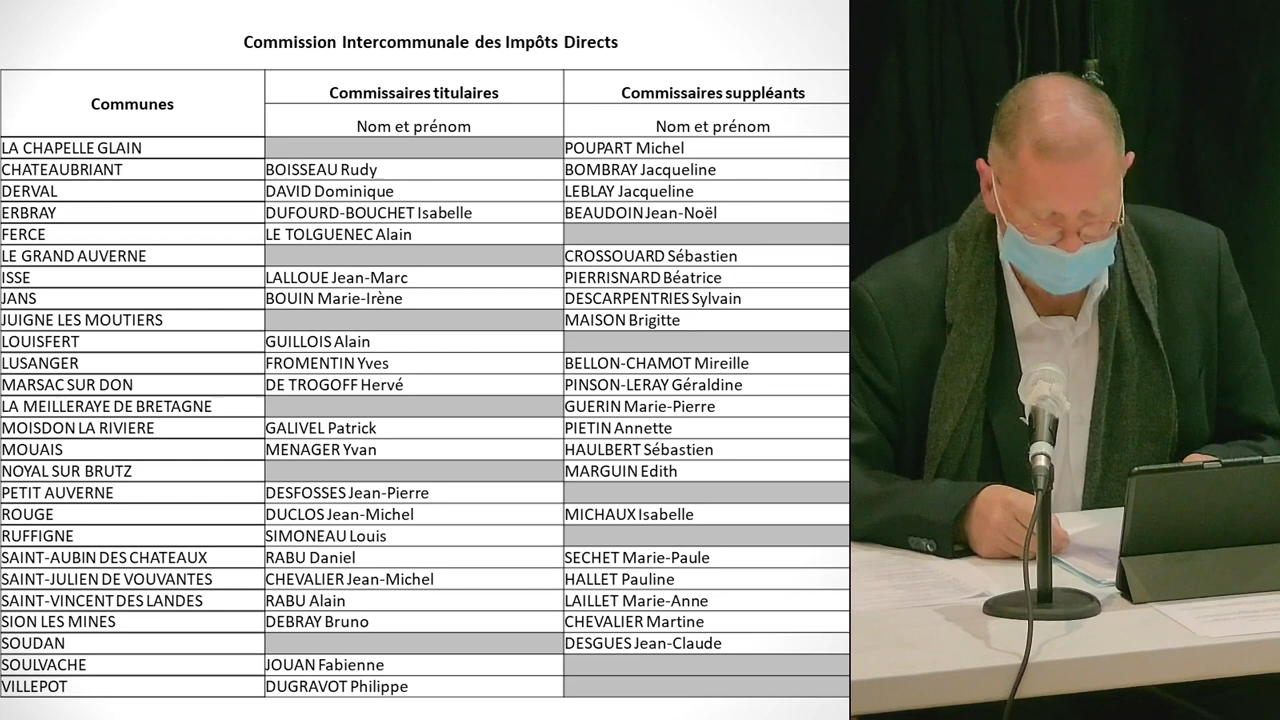 Commission Intercommunale des Impôts Directs
Communes Commissaires titulaires Commissaires suppléants
Nom et prénom Nom et prénom
LA CHAPELLE GLAIN POUPART Michel
CHATEAUBRIANT BOISSEAU Rudy BOMBRAY Jacqueline
DERVAL DAVID Dominique LEBLAY Jacqueline
ERBRAY DUFOURD-BOUCHET Isabelle BEAUDOIN Jean-Noël
FERCE LE TOLGUENEC Alain
LE GRAND AUVERNE CROSSOUARD Sébastien
ISSE LALLOUE Jean-Marc PIERRISNARD Béatrice
JANS BOUIN Marie-Irène DESCARPENTRIES Sylvain
JUIGNE LES MOUTIERS MAISON Brigitte
LOUISFERT GUILLOIS Alain
LUSANGER FROMENTIN Yves BELLON-CHAMOT Mireille
MARSAC SUR DON DE TROGOFF Hervé PINSON-LERAY Géraldine
LA MEILLERAYE DE BRETAGNE GUERIN Marie-Pierre
MOISDON LA RIVIERE GALIVEL Patrick PIETIN Annette
MOUAIS MENAGER Yvan HAULBERT Sébastien
NOYAL SUR BRUTZ MARGUIN Edith
PETIT AUVERNE DESFOSSES Jean-Pierre
ROUGE DUCLOS Jean-Michel MICHAUX Isabelle
RUFFIGNE SIMONEAU Louis
SAINT-AUBIN DES CHATEAUX RABU Daniel SECHET Marie-Paule
SAINT-JULIEN DE VOUVANTES CHEVALIER Jean-Michel HALLET Pauline
SAINT-VINCENT DES LANDES RABU Alain LAILLET Marie-Anne
SION LES MINES DEBRAY Bruno CHEVALIER Martine
SOUDAN DESGUES Jean-Claude
SOULVACHE JOUAN Fabienne
VILLEPOT DUGRAVOT Philippe